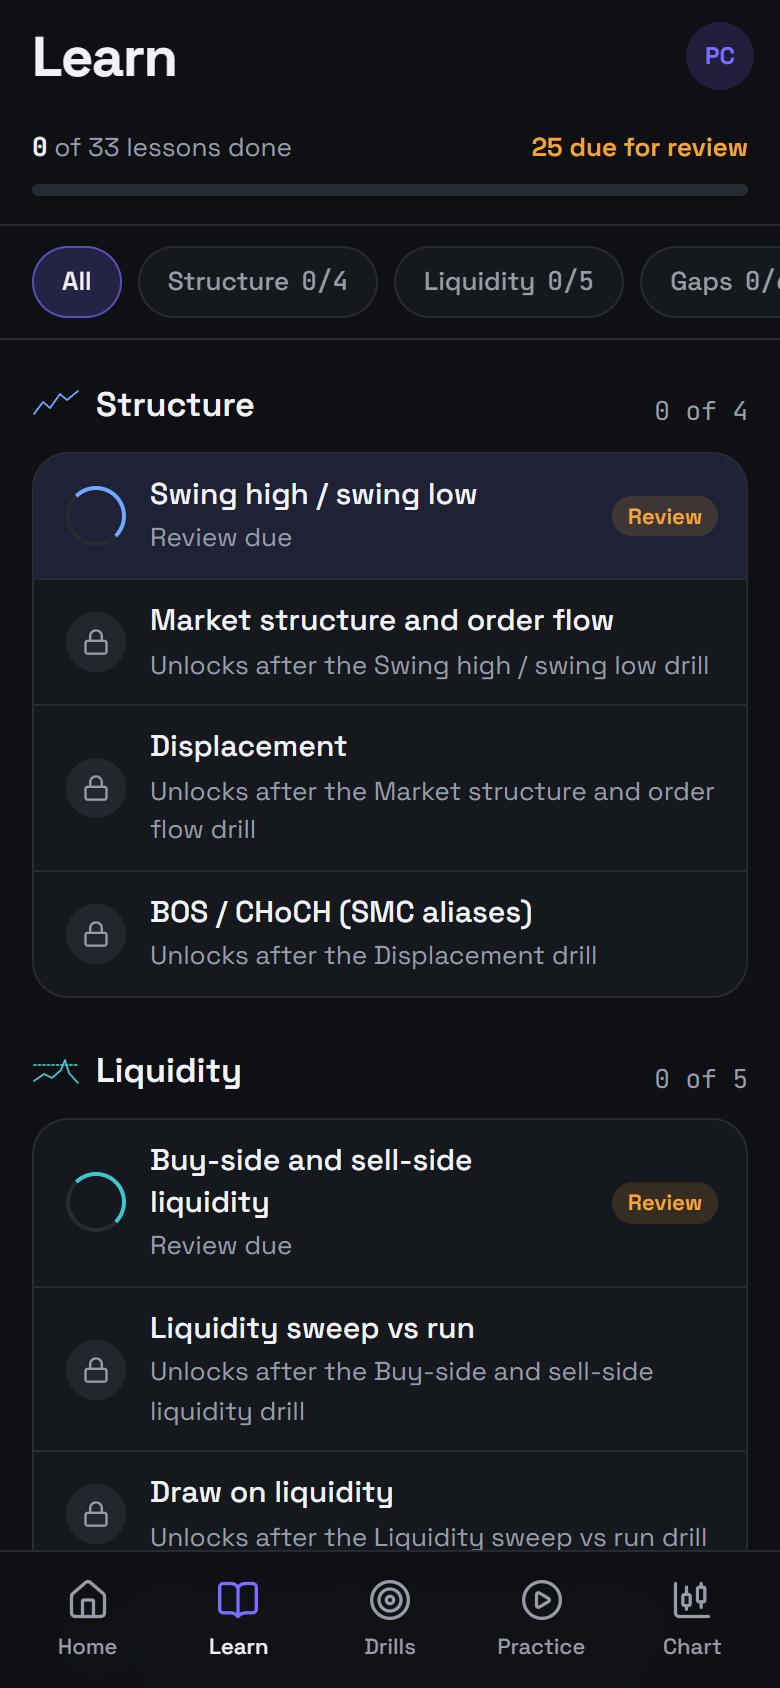 Learn
PC
0 of 33 lessons done
25 due for review
All
Structure 0/4
Liquidity 0/5
Gaps 0/
Structure
0 of 4
Swing high / swing low
Review due
Review
Market structure and order flow
Unlocks after the Swing high / swing low drill
Displacement
Unlocks after the Market structure and order
flow drill
BOS / CHoCH (SMC aliases)
Unlocks after the Displacement drill
Liquidity
0 of 5
Buy-side and sell-side
liquidity
Review due
Review
Liquidity sweep vs run
Unlocks after the Buy-side and sell-side
liquidity drill
Draw on liquidity
Unlocks after the Liquidity sweep vs run drill
Home
Learn
Drills
Practice
Chart